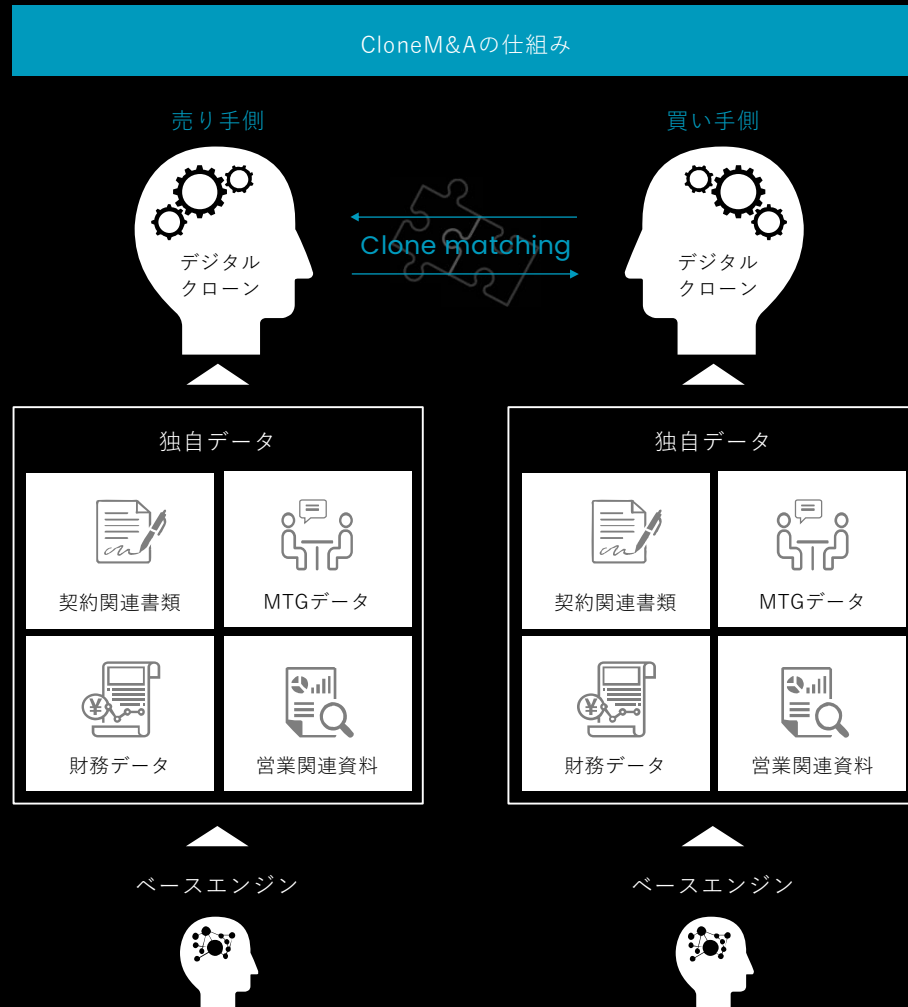 CloneM&Aの仕組み
売り手側
買い手側
デジタル
クローン
Clone matching
デジタル
クローン
独自データ
契約関連書類
MTGデータ
¥
財務データ
営業関連資料
独自データ
契約関連書類
MTGデータ
¥
財務データ
営業関連資料
ベースエンジン
ベースエンジン